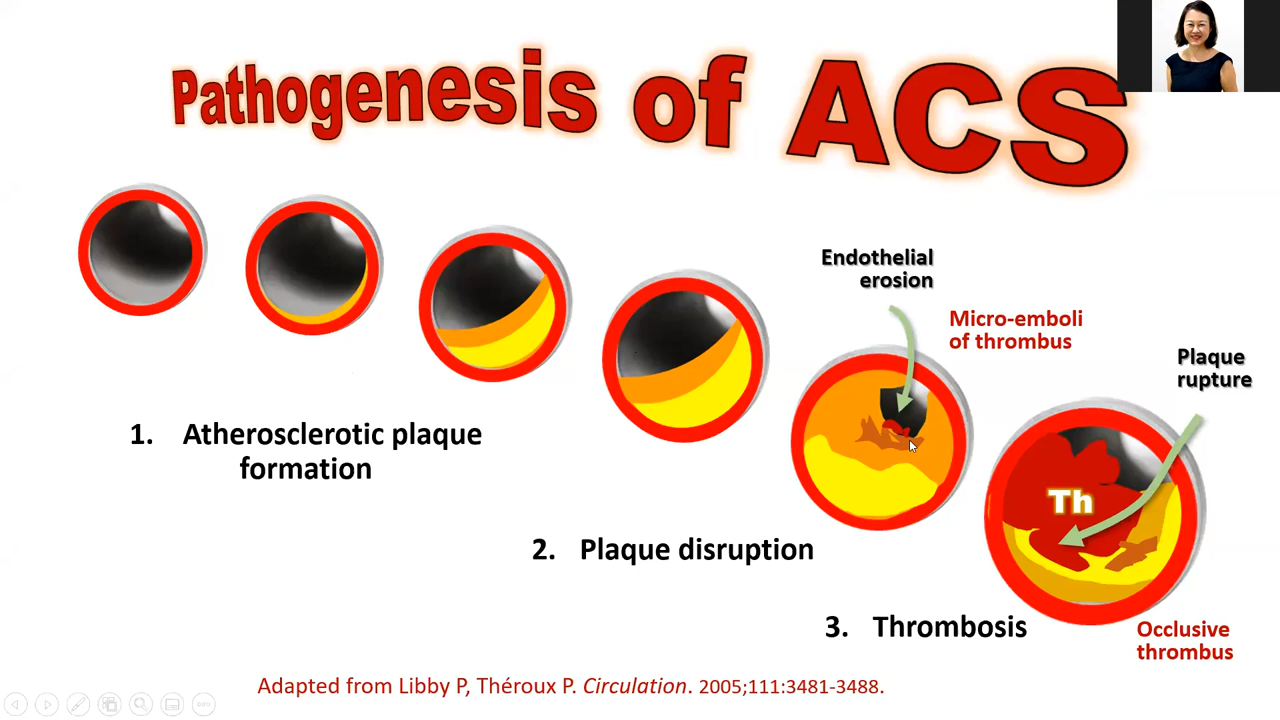 Pathogenesis of ACS
Endothelial
erosion
Micro-emboli
of thrombus
Plaque
rupture
1. Atherosclerotic plaque
formation
Th
2. Plaque disruption
3. Thrombosis
Occlusive
thrombus
Adapted from Libby P, Théroux P. Circulation. 2005;111:3481-3488.